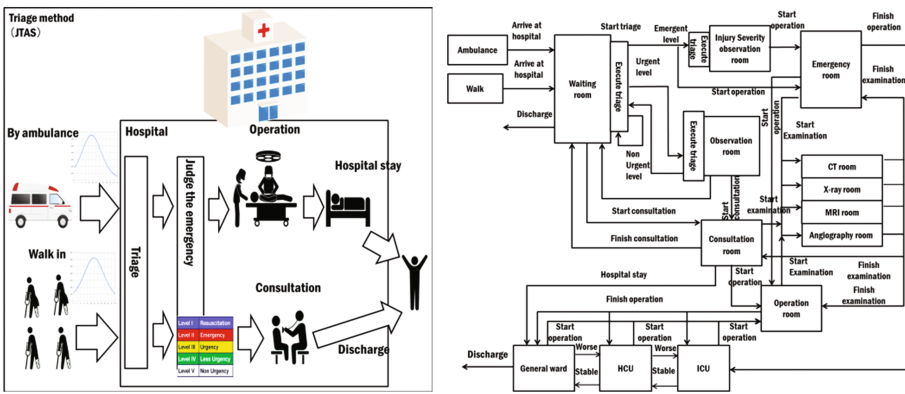 Triage method
(JTAS)
By ambulance
Hospital
Operation
Hospital stay
Judge the emergency
Triage
Walk in
Consultation
Level I Resuscitation
Level II Emergency
Level III Urgency
Level IV Less Urgency
Level V Non Urgency
Discharge
Ambulance
Walk
Arrive at
hospital
Arrive at
hospital
Discharge
Waiting
room
Execute triage
Start triage
Emergent
level
Urgent
level
Non
Urgent
level
Execute
triage
Injury Severity
observation
room
Start
operation
Start operation
Emergency
room
Finish
operation
Finish
examination
Execute triage
Observation
room
Start
operation
Start
Examination
Start
consultation
Start
examination
CT room
X-ray room
MRI room
Angiography room
Start consultation
Finish consultation
Consultation
room
Start
operation
Start
Examination
Finish
examination
Finish
examination
Hospital stay
Finish operation
Operation
room
Start
operation
Start
operation
Start
operation
Discharge
General ward
Worse
Stable
HCU
Worse
Stable
ICU